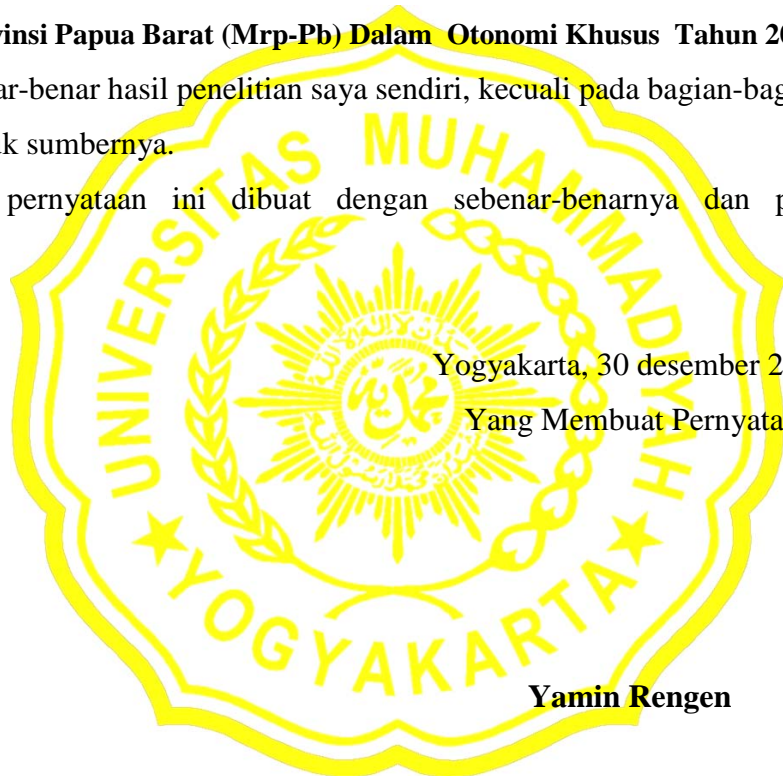 vinsi Papua Barat (Mrp-Pb) Dalam Otonomi Khusus Tahun 20
ar-benar hasil penelitian saya sendiri, kecuali pada bagian-bag
uk sumbernya.
pernyataan ini dibuat dengan sebenar-benarnya dan p
Yogyakarta, 30 desember 2
Yang Membuat Pernyata
Yamin Rengen
UNIVERSITAS MUHAMMADIYAH
★YOGYAKARTA★